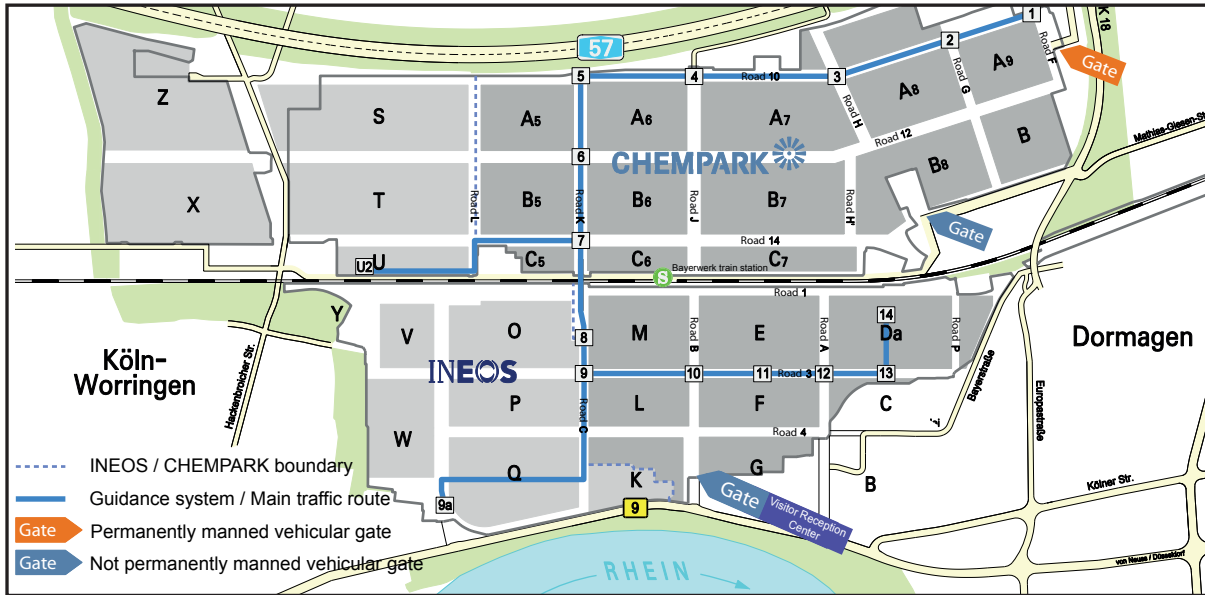 57
K 18
1
2
Road F
Gate
Z
5
4
Road 10
3
A9
Road G
S
A5
A6
A7
A8
Road H
6
CHEMPARK
Road 12
B
Mathias-Giesen-St
X
T
Road L
B5
Road K
B6
Road J
B7
Road H'
B8
Gate
7
Road 14
U2
U
C5
C6
C7
Bayerwerk train station
S
Road 1
Y
V
O
8
M
Road B
E
Road A
14
Da
Road P
Dormagen
Köln-
Worringen
INEOS
9
10
11
Road 3
12
13
Hackenbroicher Str.
P
Road C
L
F
C
Bayerstraße
Europastraße
W
Road 4
Q
K
G
B
Kölner Str.
9a
9
Gate
Visitor Reception
Center
von Neuss / Düsseldorf
RHEIN
INEOS / CHEMPARK boundary
Guidance system / Main traffic route
Gate Permanently manned vehicular gate
Gate Not permanently manned vehicular gate